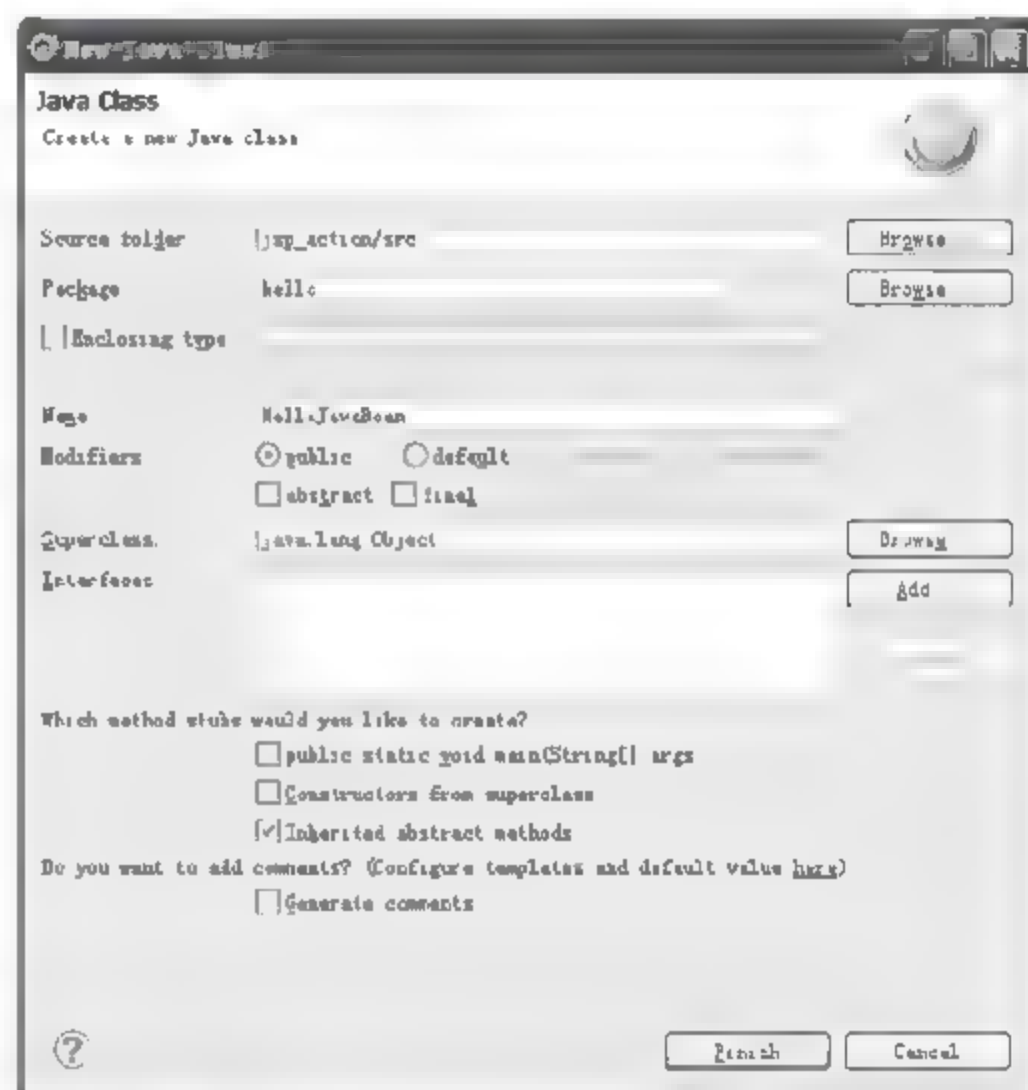 New Java Class
Java Class
Create a new Java class
Source folder jsp_action/src Browse
Package hello Browse
Enclosing type
Name HelloJavaBean
Modifiers public default
abstract final
Superclass java.lang.Object Browse
Interfaces Add
Which method stubs would you like to create?
public static void main(String[] args
Constructors from superclass
Inherited abstract methods
Do you want to add comments? (Configure templates and default value here)
Generate comments
? Finish Cancel